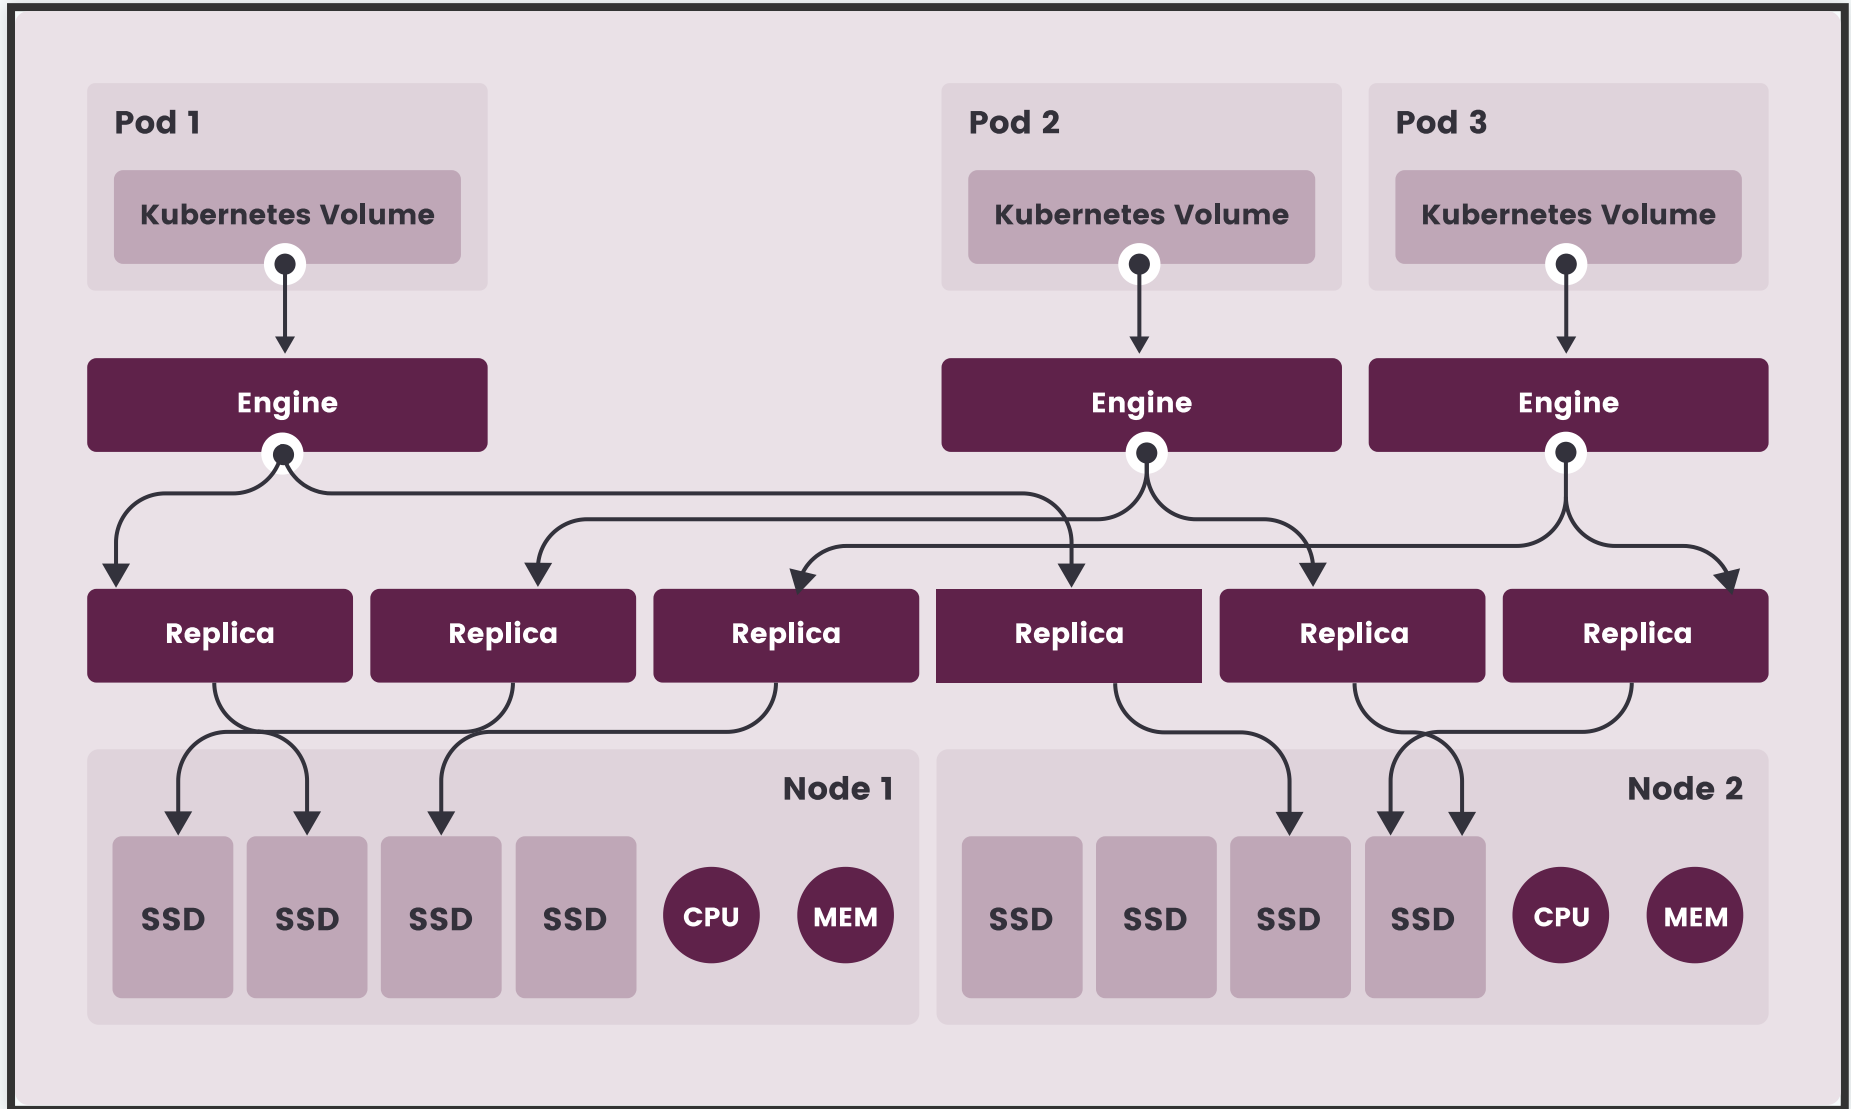 Pod 1
Kubernetes Volume
Pod 2
Kubernetes Volume
Pod 3
Kubernetes Volume
Engine
Engine
Engine
Replica
Replica
Replica
Replica
Replica
Replica
Node 1
SSD
SSD
SSD
SSD
CPU
MEM
Node 2
SSD
SSD
SSD
SSD
CPU
MEM